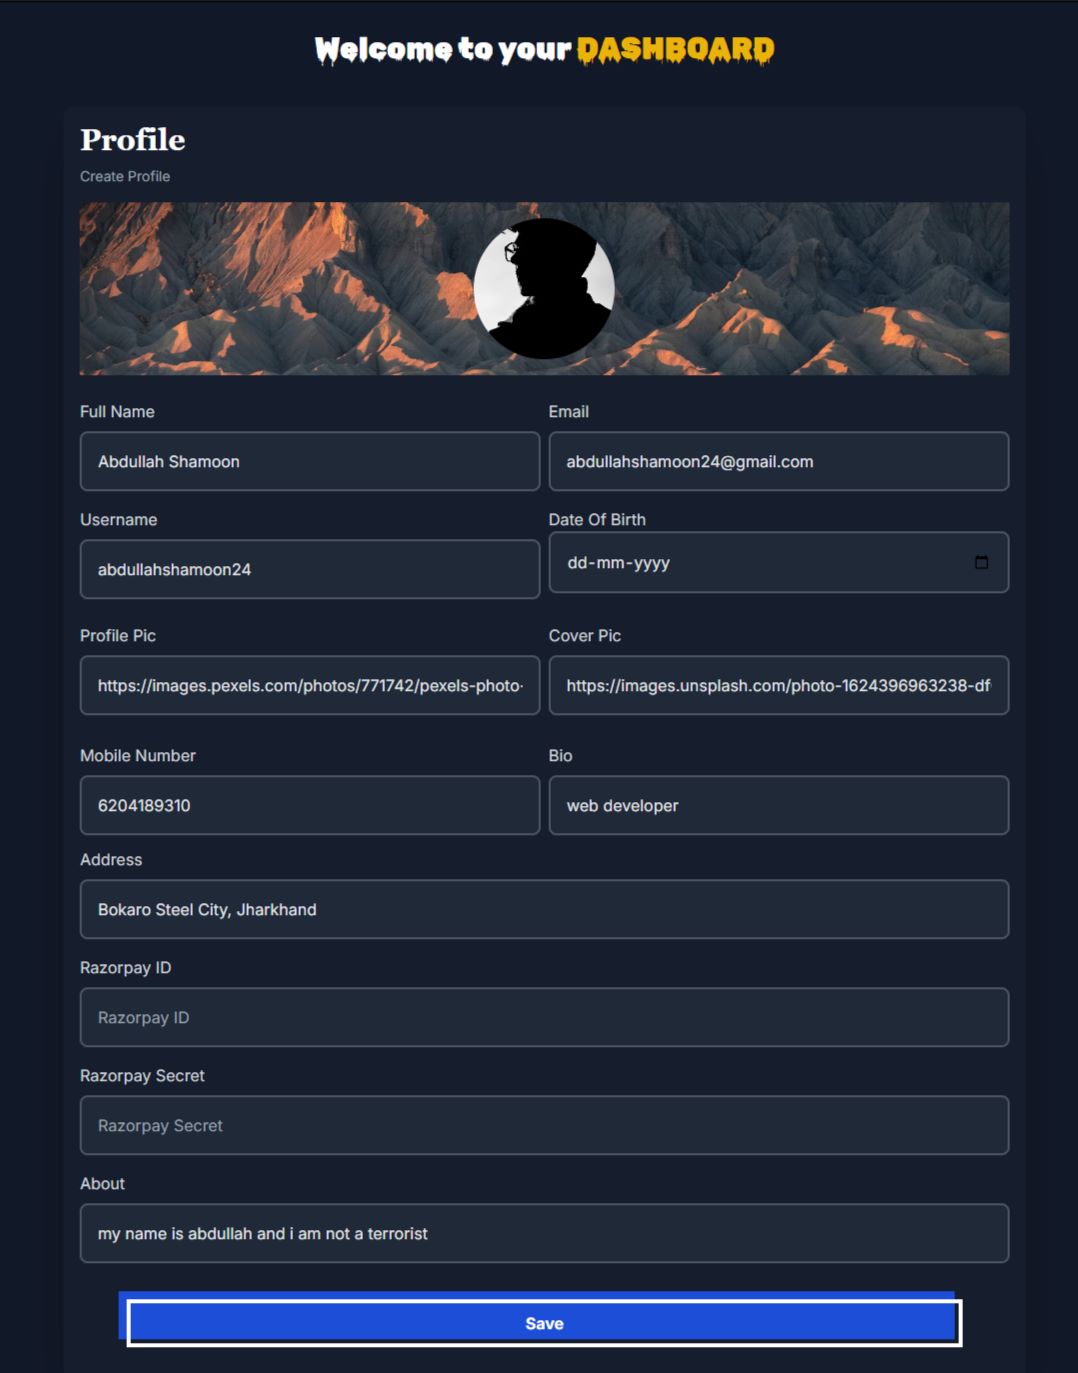 Welcome to your DASHBOARD
Profile
Create Profile
Full Name
Abdullah Shamoon
Email
abdullahshamoon24@gmail.com
Username
abdullahshamoon24
Date Of Birth
dd-mm-yyyy
Profile Pic
https://images.pexels.com/photos/771742/pexels-photo-
Cover Pic
https://images.unsplash.com/photo-1624396963238-df
Mobile Number
6204189310
Bio
web developer
Address
Bokaro Steel City, Jharkhand
Razorpay ID
Razorpay ID
Razorpay Secret
Razorpay Secret
About
my name is abdullah and i am not a terrorist
Save